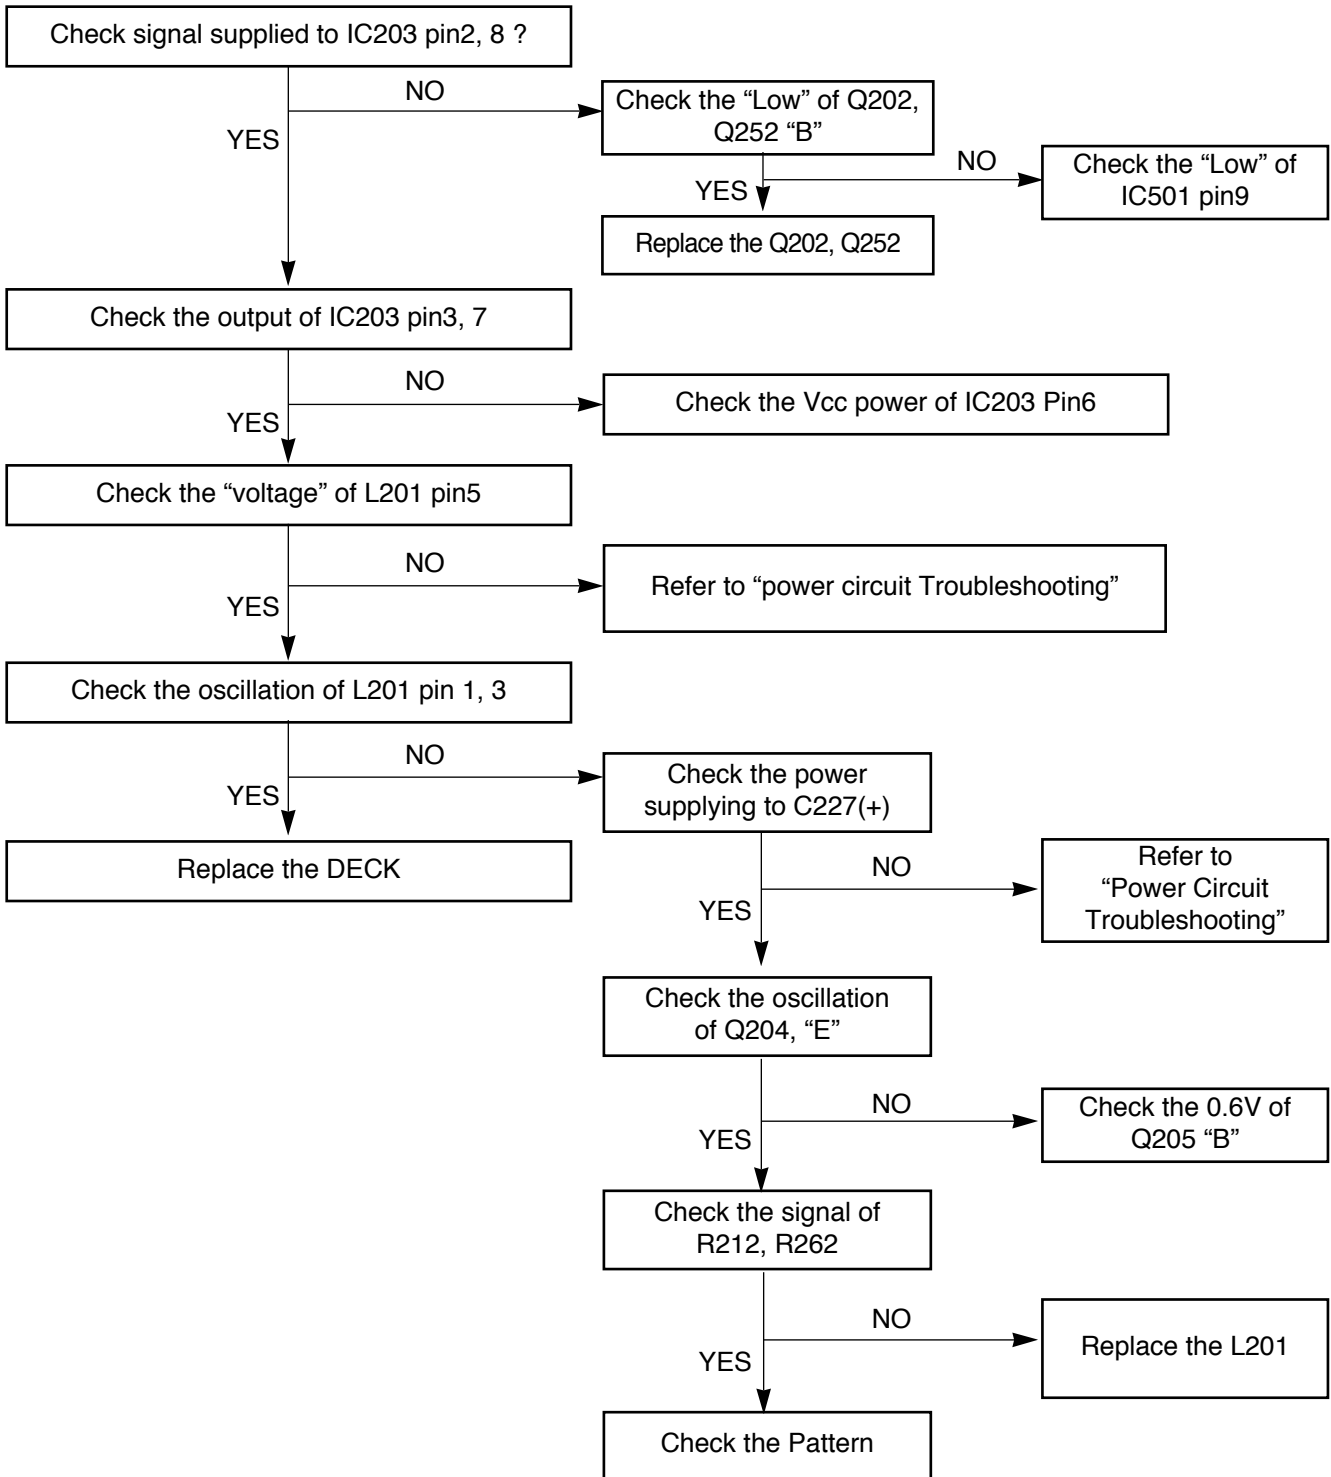 Check signal supplied to IC203 pin2, 8 ?
NO
YES
Check the “Low” of Q202,
Q252 “B”
NO
YES
Check the “Low” of
IC501 pin9
Replace the Q202, Q252
Check the output of IC203 pin3, 7
NO
YES
Check the Vcc power of IC203 Pin6
Check the “voltage” of L201 pin5
NO
YES
Refer to “power circuit Troubleshooting”
Check the oscillation of L201 pin 1, 3
NO
YES
Check the power
supplying to C227(+)
Replace the DECK
NO
YES
Refer to
“Power Circuit
Troubleshooting”
Check the oscillation
of Q204, “E”
NO
YES
Check the 0.6V of
Q205 “B”
Check the signal of
R212, R262
NO
YES
Replace the L201
Check the Pattern